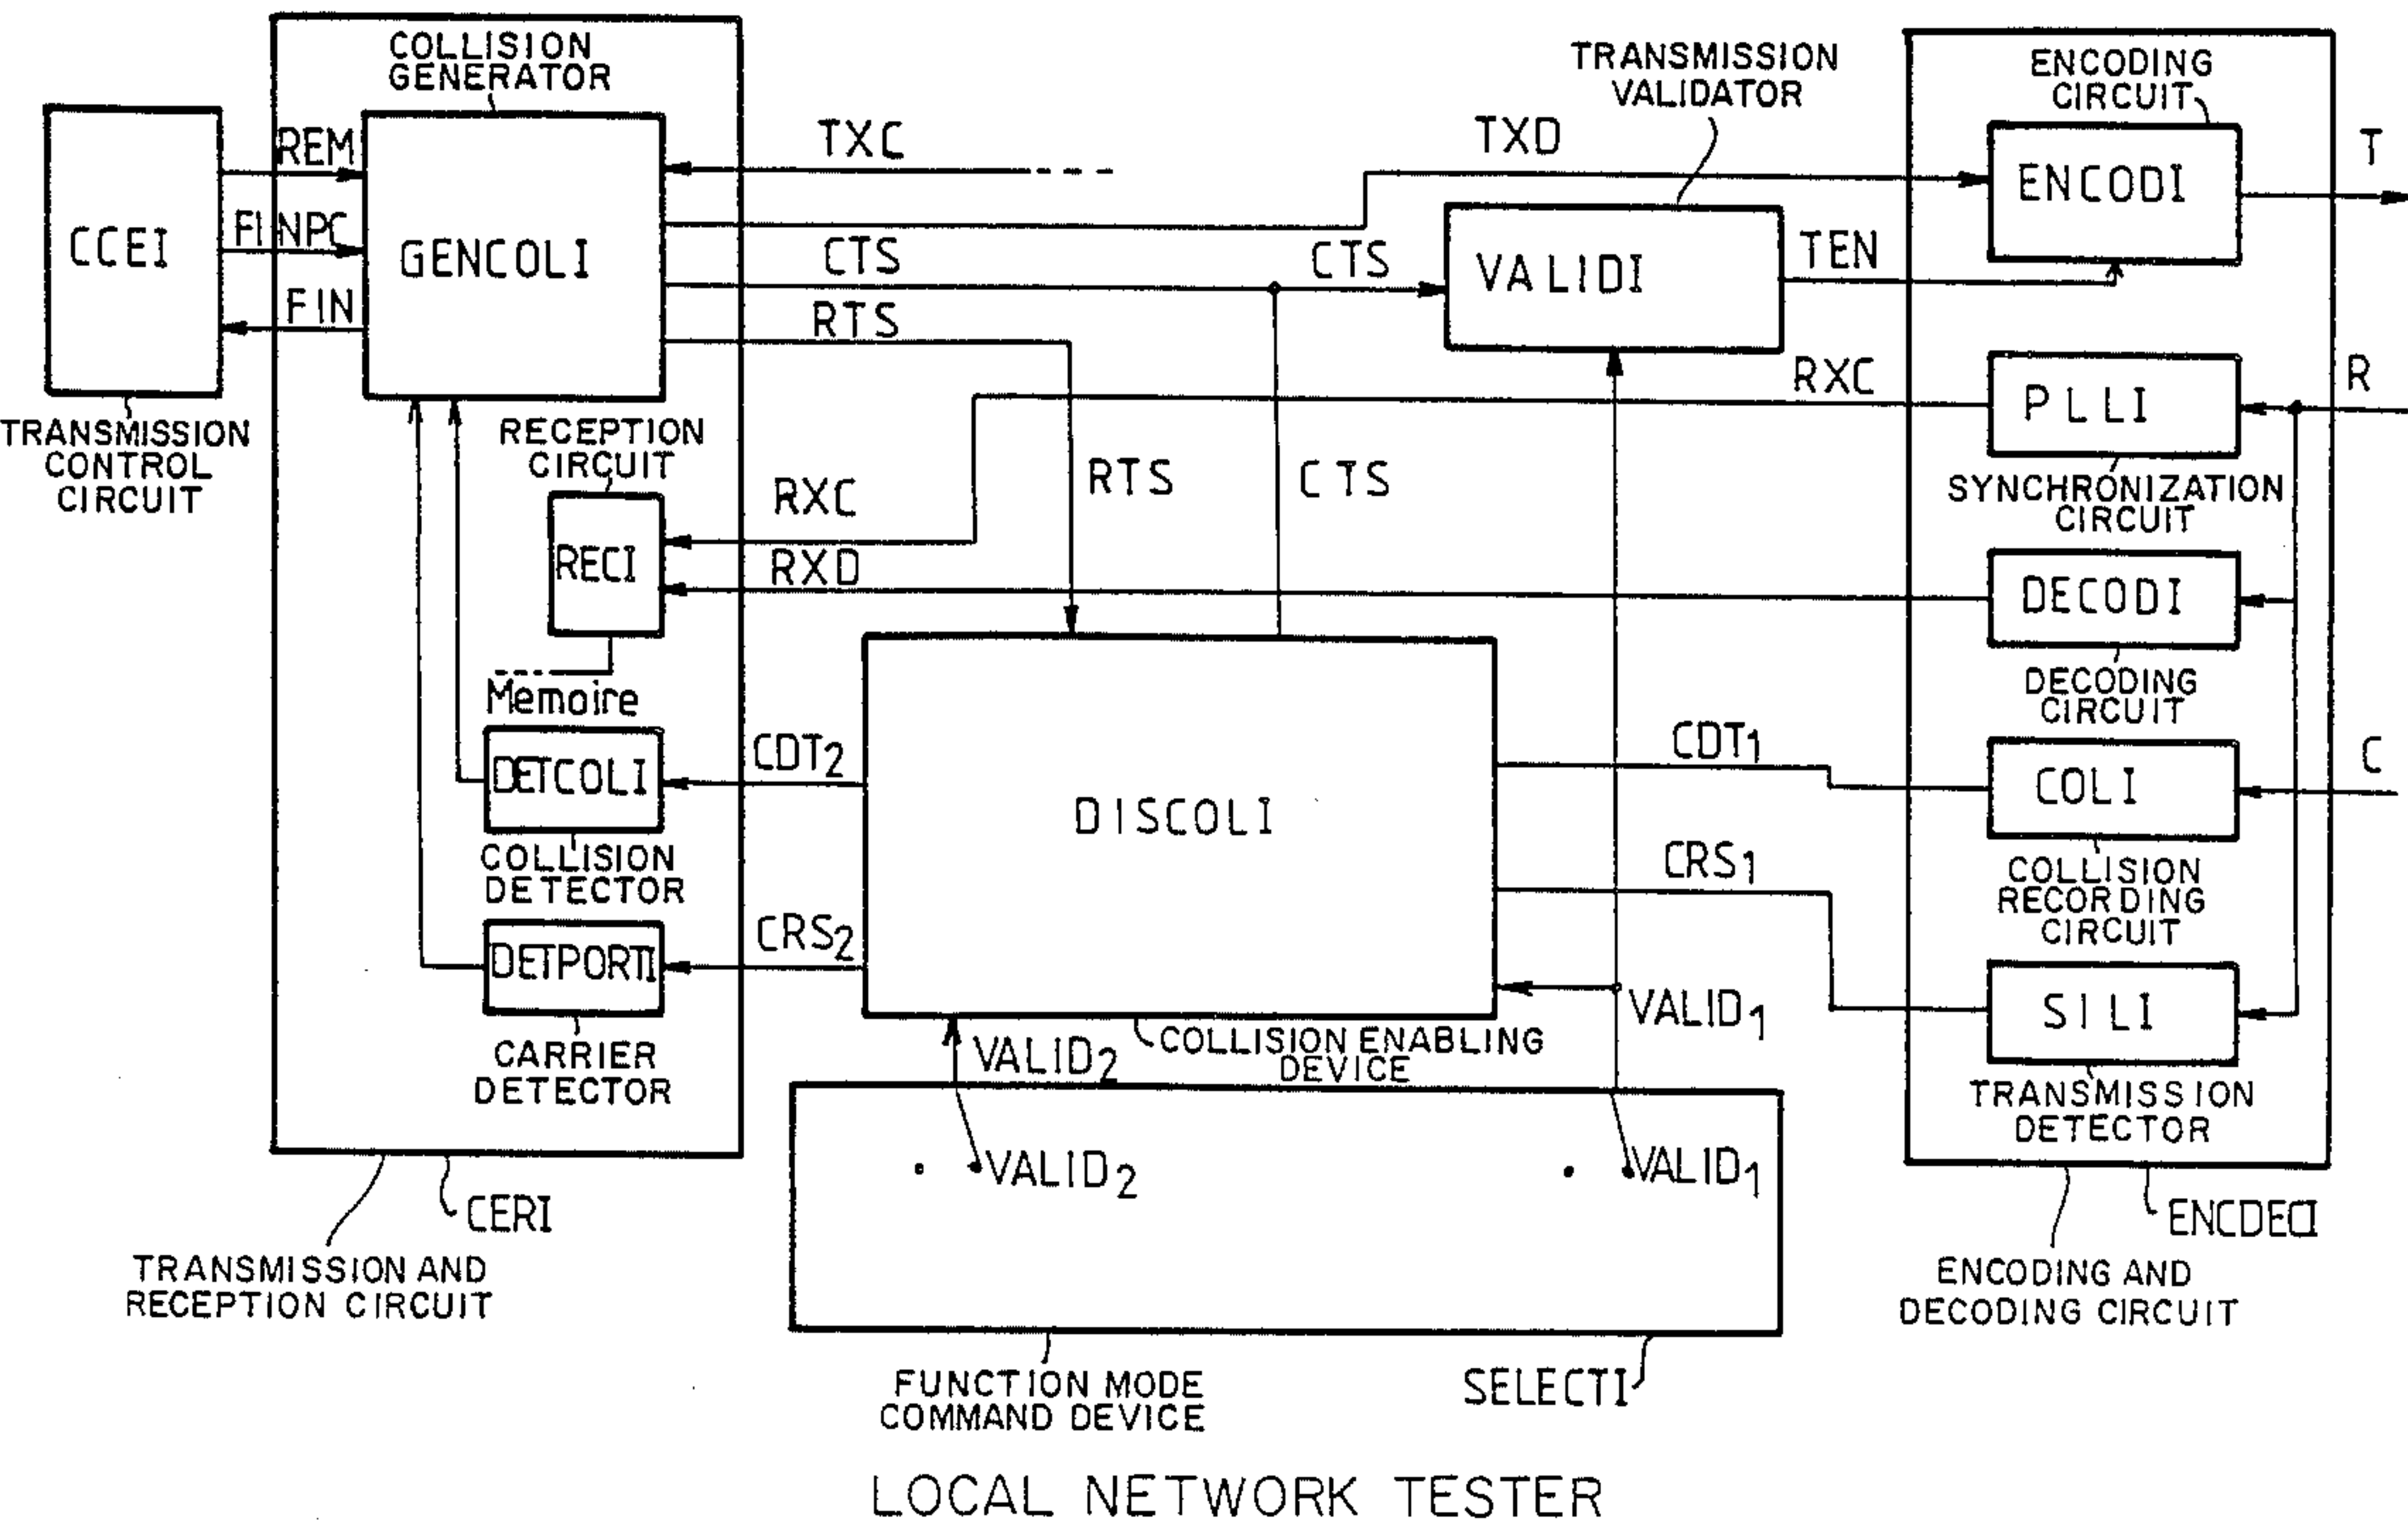 COLLISION
GENERATOR
TRANSMISSION
VALIDATOR
ENCODING
CIRCUIT
REM
FINPC
FIN
CCEI
GENCOLI
TXC
TXD
CTS
CTS
RTS
VALIDI
TEN
ENCODI
T
TRANSMISSION
CONTROL
CIRCUIT
RECEPTION
CIRCUIT
RXC
RTS
CTS
RXC
PLLI
R
SYNCHRONIZATION
CIRCUIT
RECI
RXD
DECODI
DECODING
CIRCUIT
Memoire
DETCOLI
CDT2
COLLISION
DETECTOR
DISCOLI
CDT1
COLI
C
COLLISION
RECORDING
CIRCUIT
DETPORTI
CRS2
CARRIER
DETECTOR
CRS1
SILI
TRANSMISSION
DETECTOR
VALID1
VALID2
COLLISION ENABLING
DEVICE
VALID2
VALID1
CERI
TRANSMISSION AND
RECEPTION CIRCUIT
ENCDECI
ENCODING AND
DECODING CIRCUIT
FUNCTION MODE
COMMAND DEVICE
SELECTI
LOCAL NETWORK TESTER